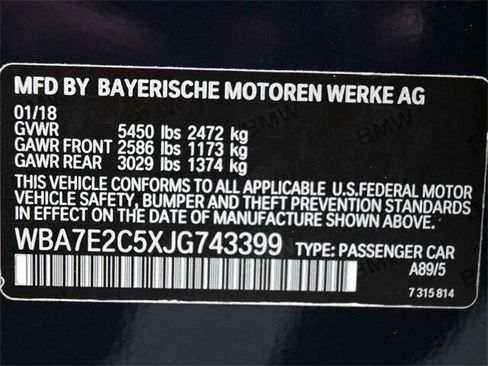 MFD BY BAYERISCHE MOTOREN WERKE AG
01/18
GVWR 5450 lbs 2472 kg
GAWR FRONT 2586 lbs 1173 kg
GAWR REAR 3029 lbs 1374 kg
THIS VEHICLE CONFORMS TO ALL APPLICABLE U.S.FEDERAL MOTOR
VEHICLE SAFETY, BUMPER AND THEFT PREVENTION STANDARDS
IN EFFECT ON THE DATE OF MANUFACTURE SHOWN ABOVE.
WBA7E2C5XJG743399 TYPE: PASSENGER CAR
A89/5
7 315 814